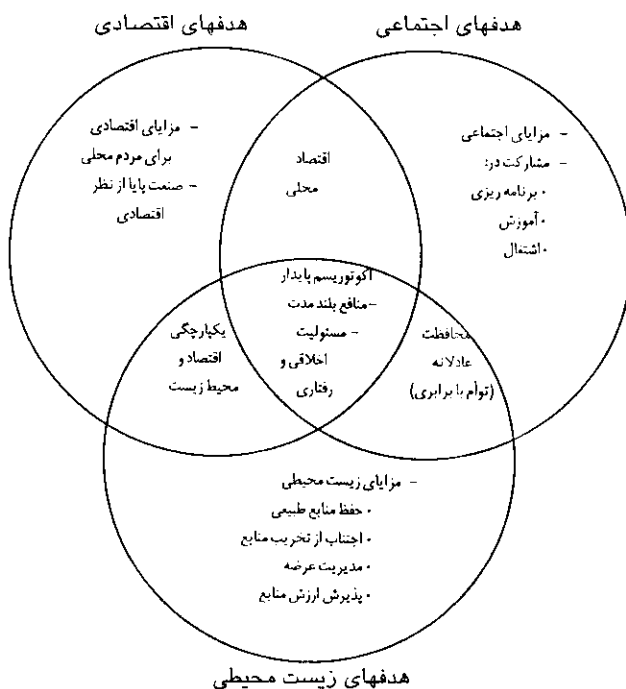 هدفهای اجتماعی
هدفهای اقتصادی
– مزایای اجتماعی
– مشارکت در:
• برنامه ریزی
• آموزش
• اشتغال
اقتصاد
محلی
– مزایای اقتصادی
برای مردم محلی
– صنعت پایا از نظر
اقتصادی
اکوتوریسم پایدار
– منافع بلند مدت
– مسئولیت
اخلاقی و
رفتاری
محافظت
عادلانه
(توأم با برابری)
یکپارچگی
اقتصاد و
محیط زیست
– مزایای زیست محیطی
• حفظ منابع طبیعی
• اجتناب از تخریب منابع
• مدیریت عرضه
• پذیرش ارزش منابع
هدفهای زیست محیطی